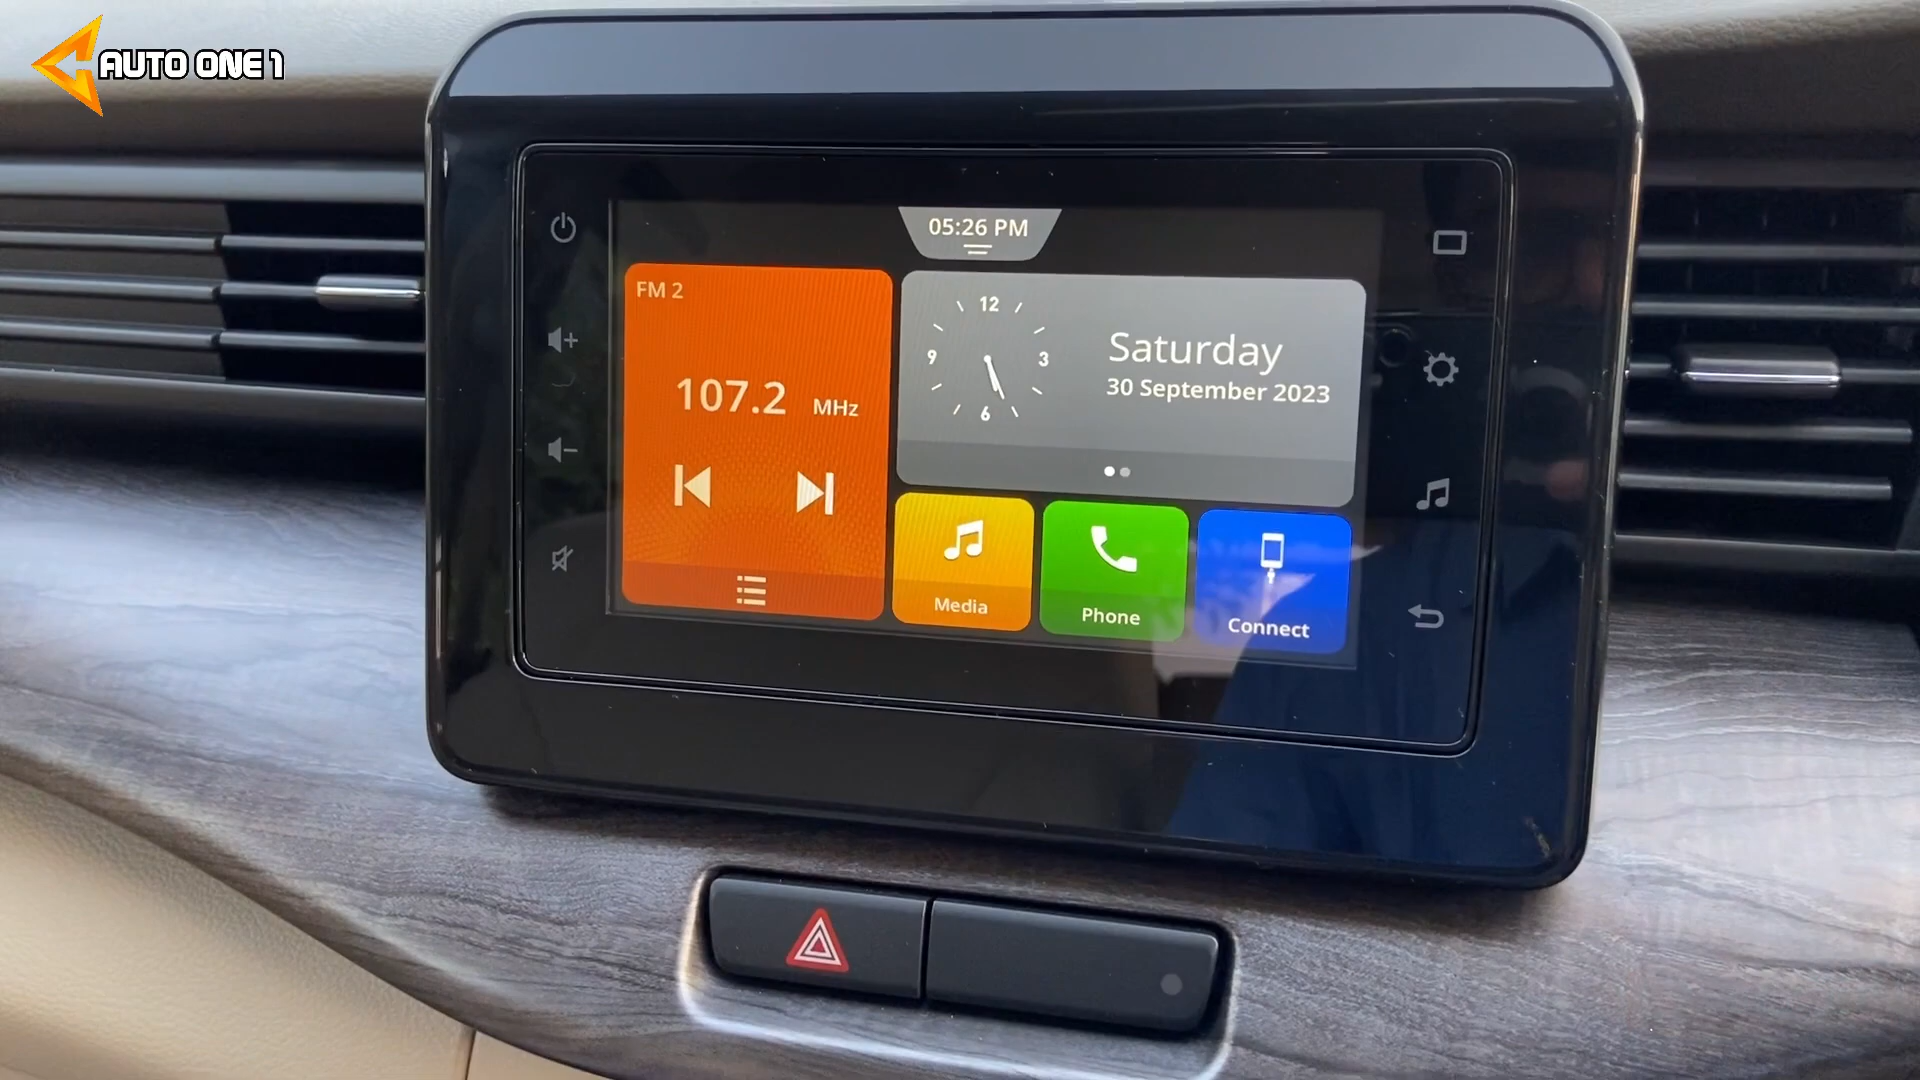 AUTO ONE 1
05:26 PM
FM 2
107.2 MHz
12
9
3
6
Saturday
30 September 2023
Media
Phone
Connect